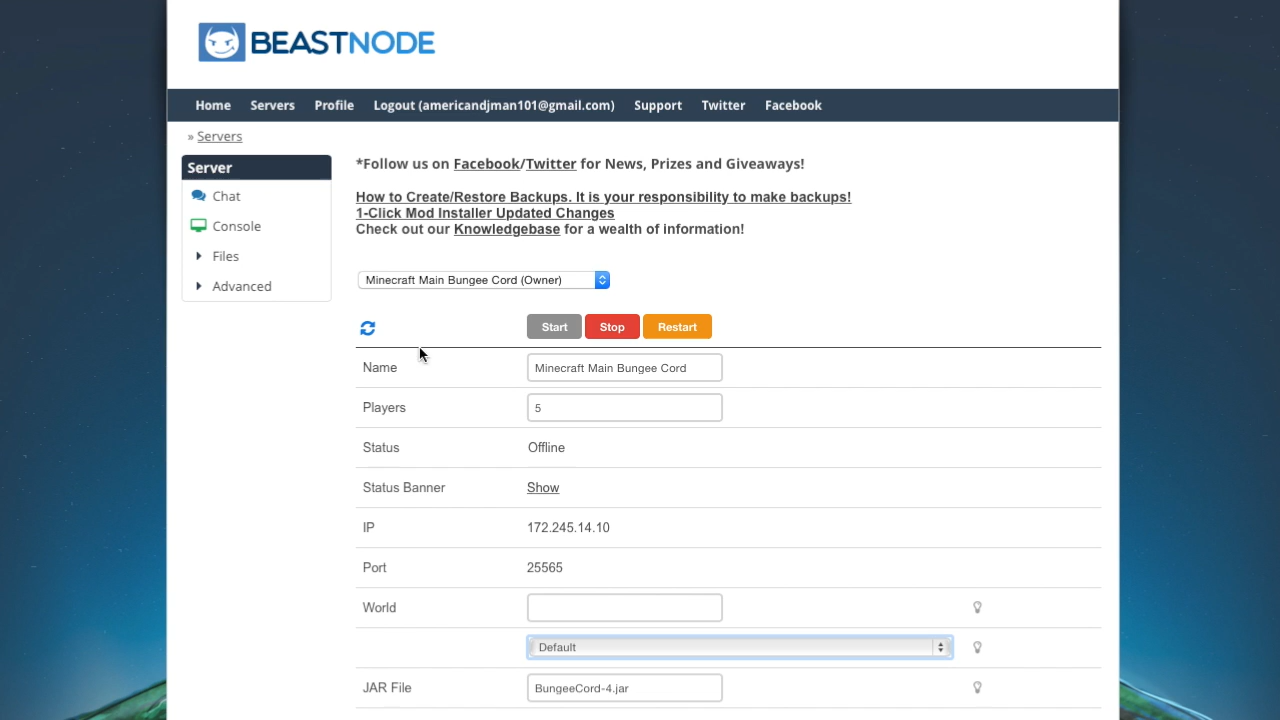 BEASTNODE
Home Servers Profile Logout (americandjman101@gmail.com) Support Twitter Facebook
» Servers
Server
Chat
Console
Files
Advanced
*Follow us on Facebook/Twitter for News, Prizes and Giveaways!
How to Create/Restore Backups. It is your responsibility to make backups!
1-Click Mod Installer Updated Changes
Check out our Knowledgebase for a wealth of information!
Minecraft Main Bungee Cord (Owner)
Start Stop Restart
Name Minecraft Main Bungee Cord
Players 5
Status Offline
Status Banner Show
IP 172.245.14.10
Port 25565
World
Default
JAR File BungeeCord-4.jar